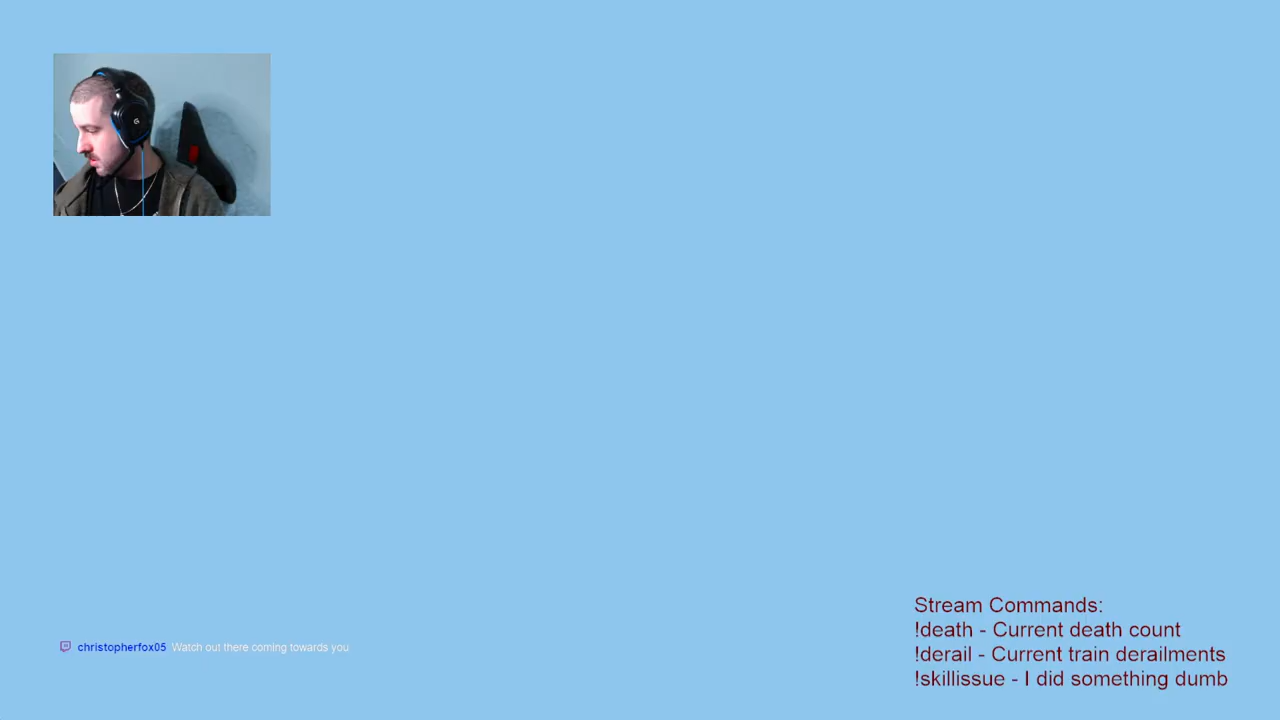 christopherfox05 Watch out there coming towards you
Stream Commands:
!death - Current death count
!derail - Current train derailments
!skillissue - I did something dumb